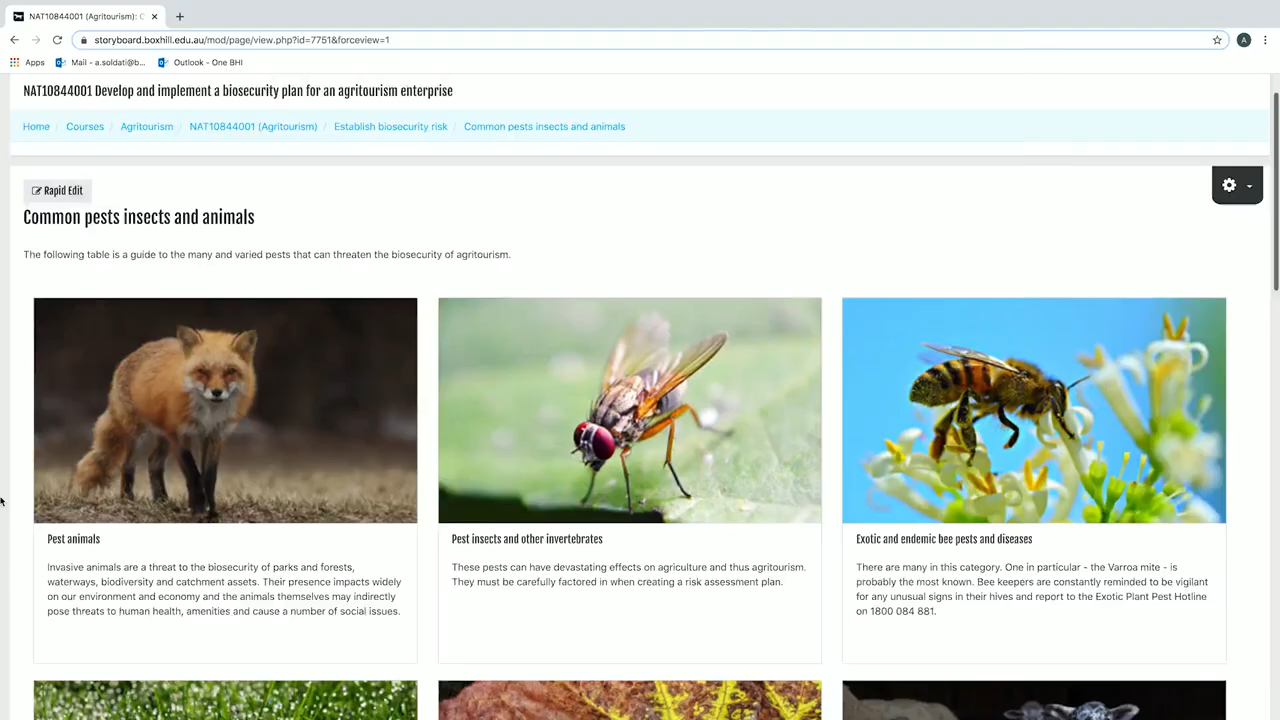 NAT10844001 (Agritourism): C
storyboard.boxhill.edu.au/mod/page/view.php?id=7751&forceview=1
A
Apps
Mail - a.soldati@b...
Outlook - One BHI
NAT10844001 Develop and implement a biosecurity plan for an agritourism enterprise
Home / Courses / Agritourism / NAT10844001 (Agritourism) / Establish biosecurity risk / Common pests insects and animals
Rapid Edit
Common pests insects and animals
The following table is a guide to the many and varied pests that can threaten the biosecurity of agritourism.
Pest animals
Invasive animals are a threat to the biosecurity of parks and forests,
waterways, biodiversity and catchment assets. Their presence impacts widely
on our environment and economy and the animals themselves may indirectly
pose threats to human health, amenities and cause a number of social issues.
Pest insects and other invertebrates
These pests can have devastating effects on agriculture and thus agritourism.
They must be carefully factored in when creating a risk assessment plan.
Exotic and endemic bee pests and diseases
There are many in this category. One in particular - the Varroa mite - is
probably the most known. Bee keepers are constantly reminded to be vigilant
for any unusual signs in their hives and report to the Exotic Plant Pest Hotline
on 1800 084 881.